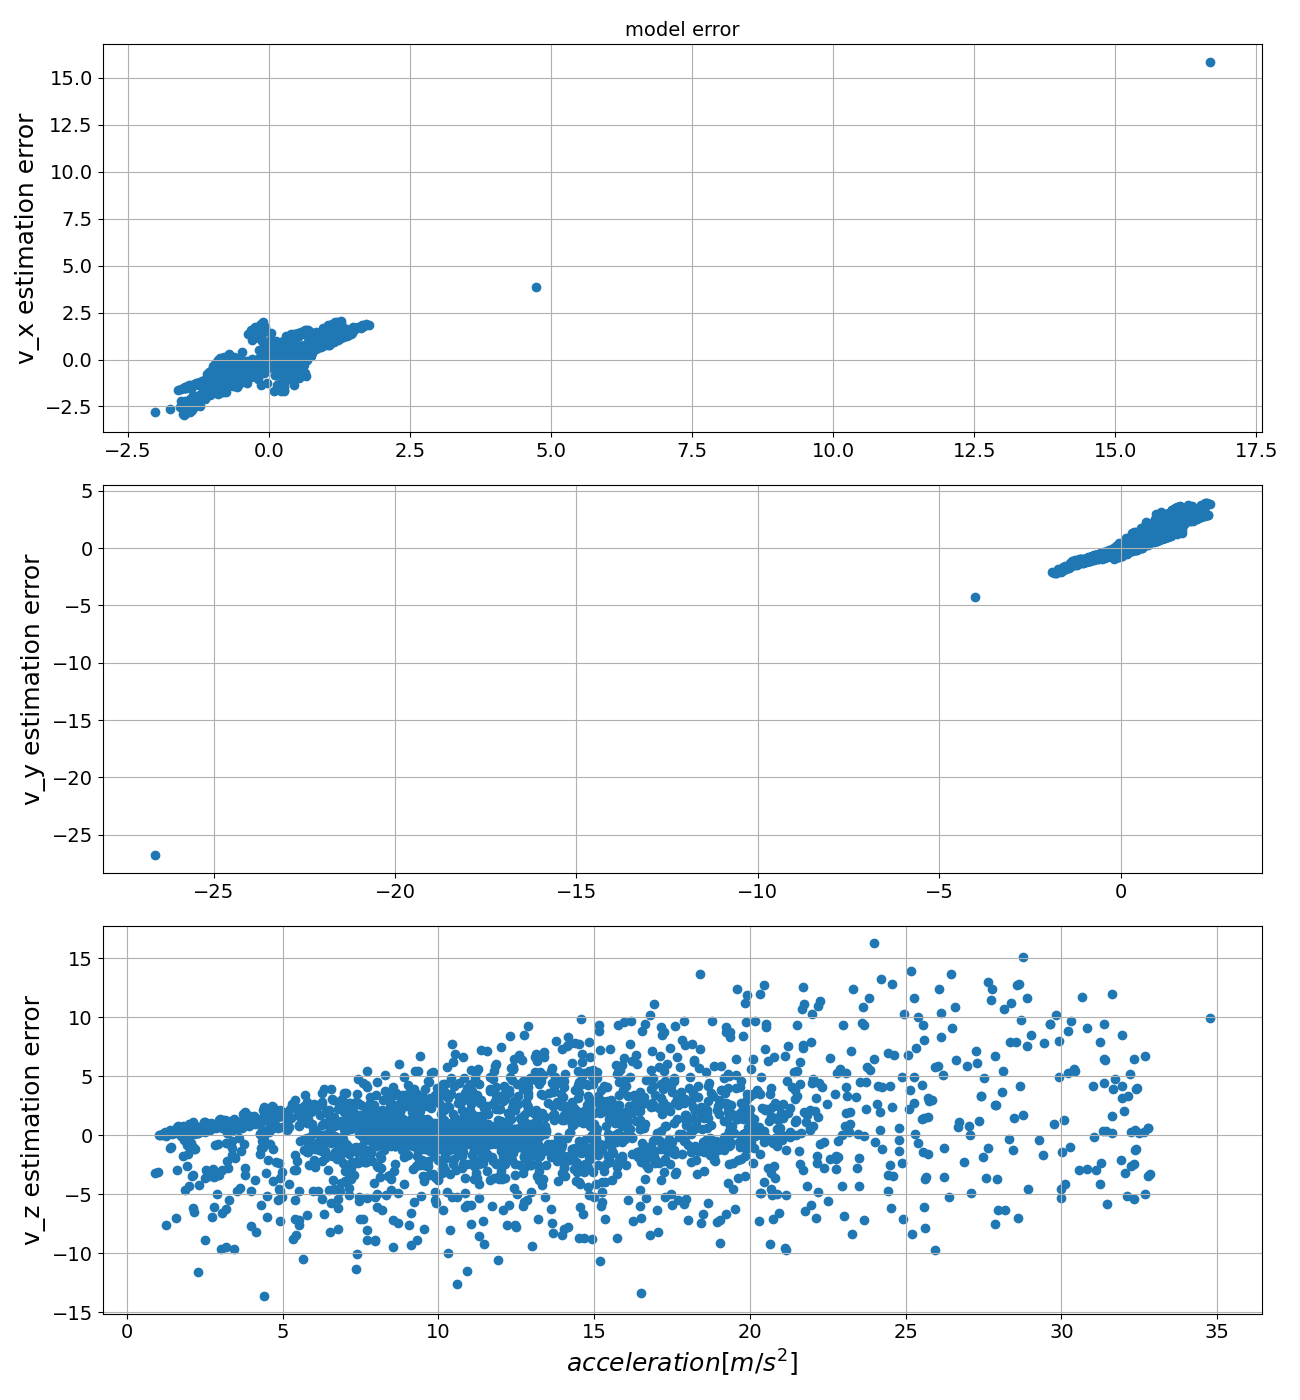 model error
v_x estimation error
15.0
12.5
10.0
7.5
5.0
2.5
0.0
−2.5
−2.5 0.0 2.5 5.0 7.5 10.0 12.5 15.0 17.5
v_y estimation error
5
0
−5
−10
−15
−20
−25
−25 −20 −15 −10 −5 0
v_z estimation error
15
10
5
0
−5
−10
−15
0 5 10 15 20 25 30 35
acceleration[m/s²]